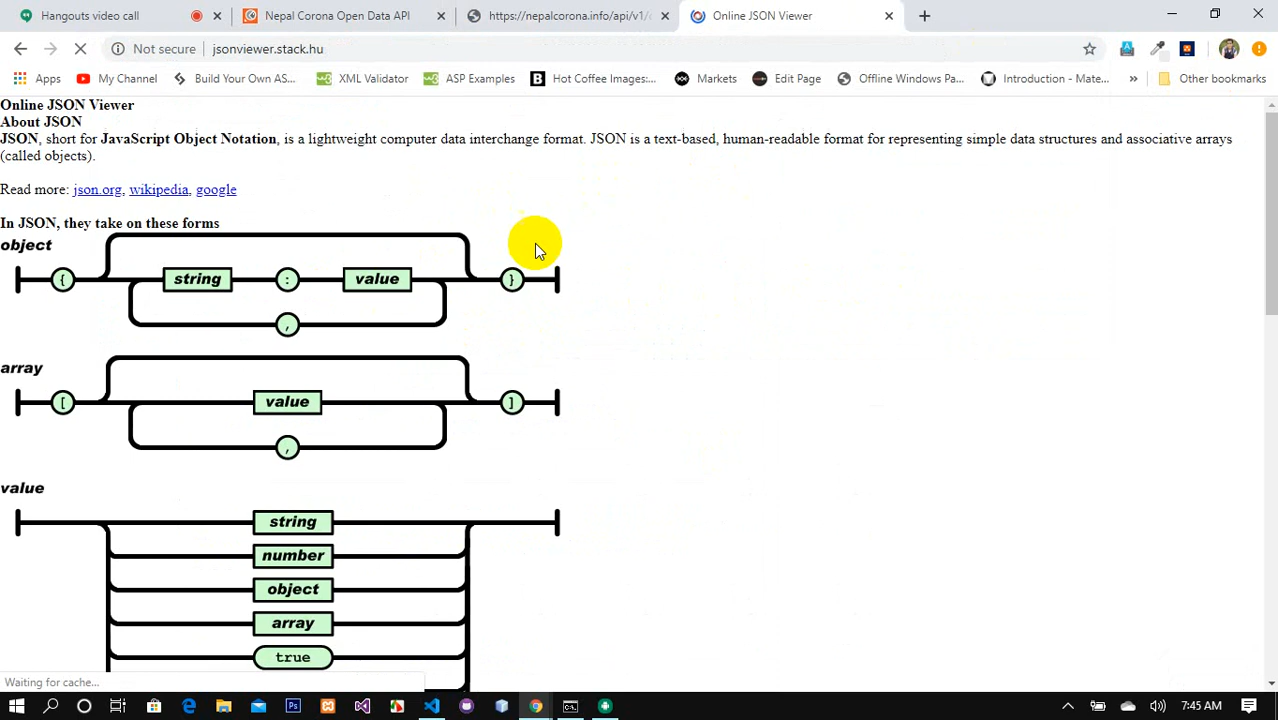 Hangouts video call
Nepal Corona Open Data API
https://nepalcorona.info/api/v1/
Online JSON Viewer
Not secure
jsonviewer.stack.hu
Apps
My Channel
Build Your Own AS...
XML Validator
ASP Examples
Hot Coffee Images:...
Markets
Edit Page
Offline Windows Pa...
Introduction - Mate...
Other bookmarks
Online JSON Viewer
About JSON
JSON, short for JavaScript Object Notation, is a lightweight computer data interchange format. JSON is a text-based, human-readable format for representing simple data structures and associative arrays
(called objects).
Read more: json.org, wikipedia, google
In JSON, they take on these forms
object
{ string : value }
,
array
[ value ]
,
value
string
number
object
array
true
Waiting for cache...
7:45 AM